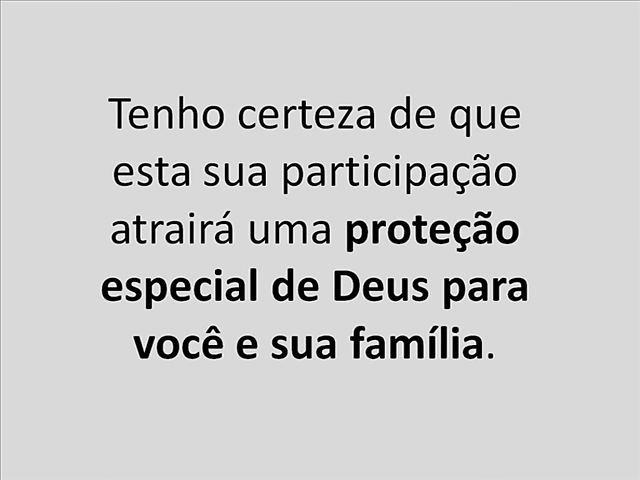 Tenho certeza de que
esta sua participação
atrairá uma proteção
especial de Deus para
você e sua família.